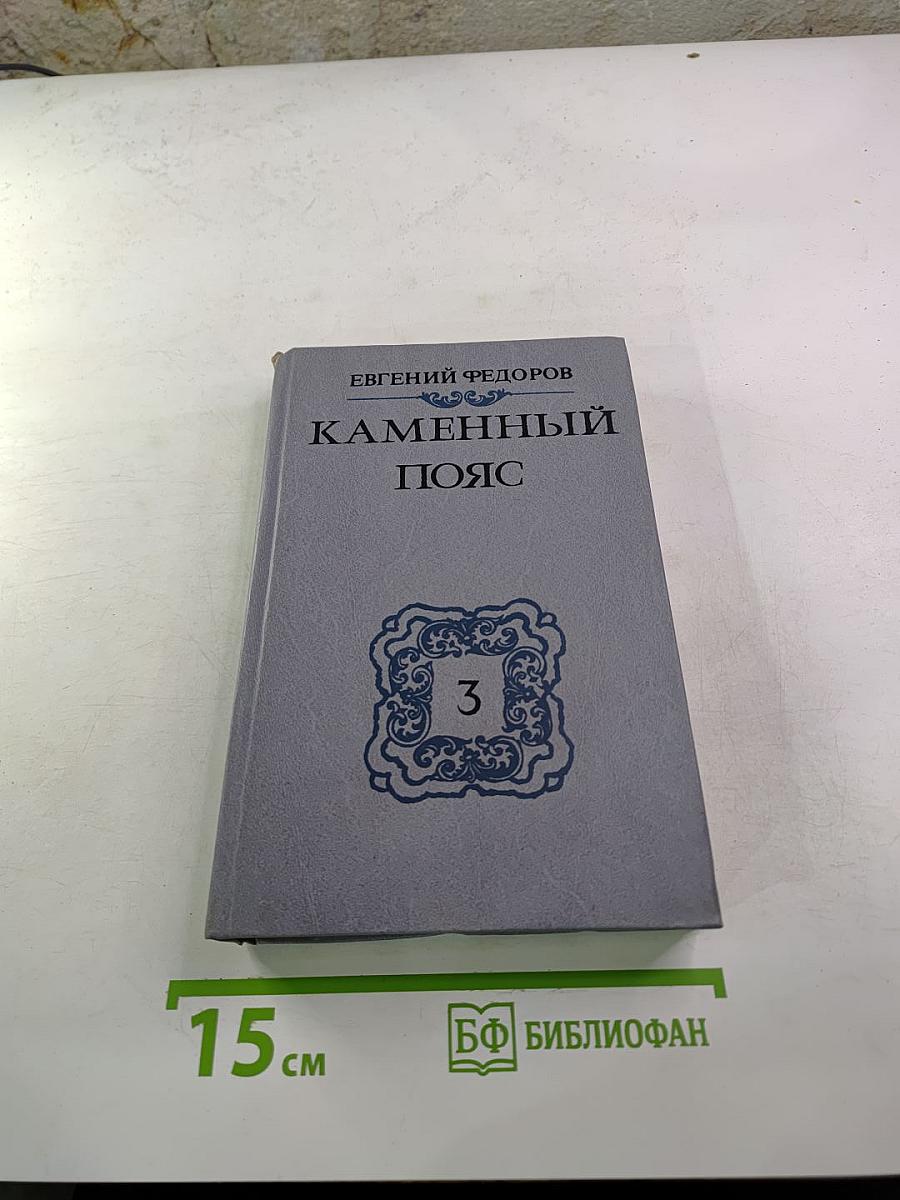 ЕВГЕНИЙ ФЕДОРОВ
КАМЕННЫЙ
ПОЯС
3
15 см
БФ БИБЛИОФАН